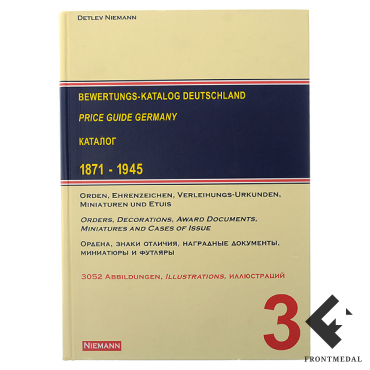 DETLEV NIEMANN
BEWERTUNGS-KATALOG DEUTSCHLAND
PRICE GUIDE GERMANY
КАТАЛОГ
1871 - 1945
ORDEN, EHRENZEICHEN, VERLEIHUNGS-URKUNDEN,
MINIATUREN UND ETUIS
ORDERS, DECORATIONS, AWARD DOCUMENTS,
MINIATURES AND CASES OF ISSUE
ОРДЕНА, ЗНАКИ ОТЛИЧИЯ, НАГРАДНЫЕ ДОКУМЕНТЫ,
МИНИАТЮРЫ И ФУТЛЯРЫ
3052 ABBILDUNGEN, ILLUSTRATIONS, ИЛЛЮСТРАЦИЙ
3
NIEMANN
FRONTMEDAL